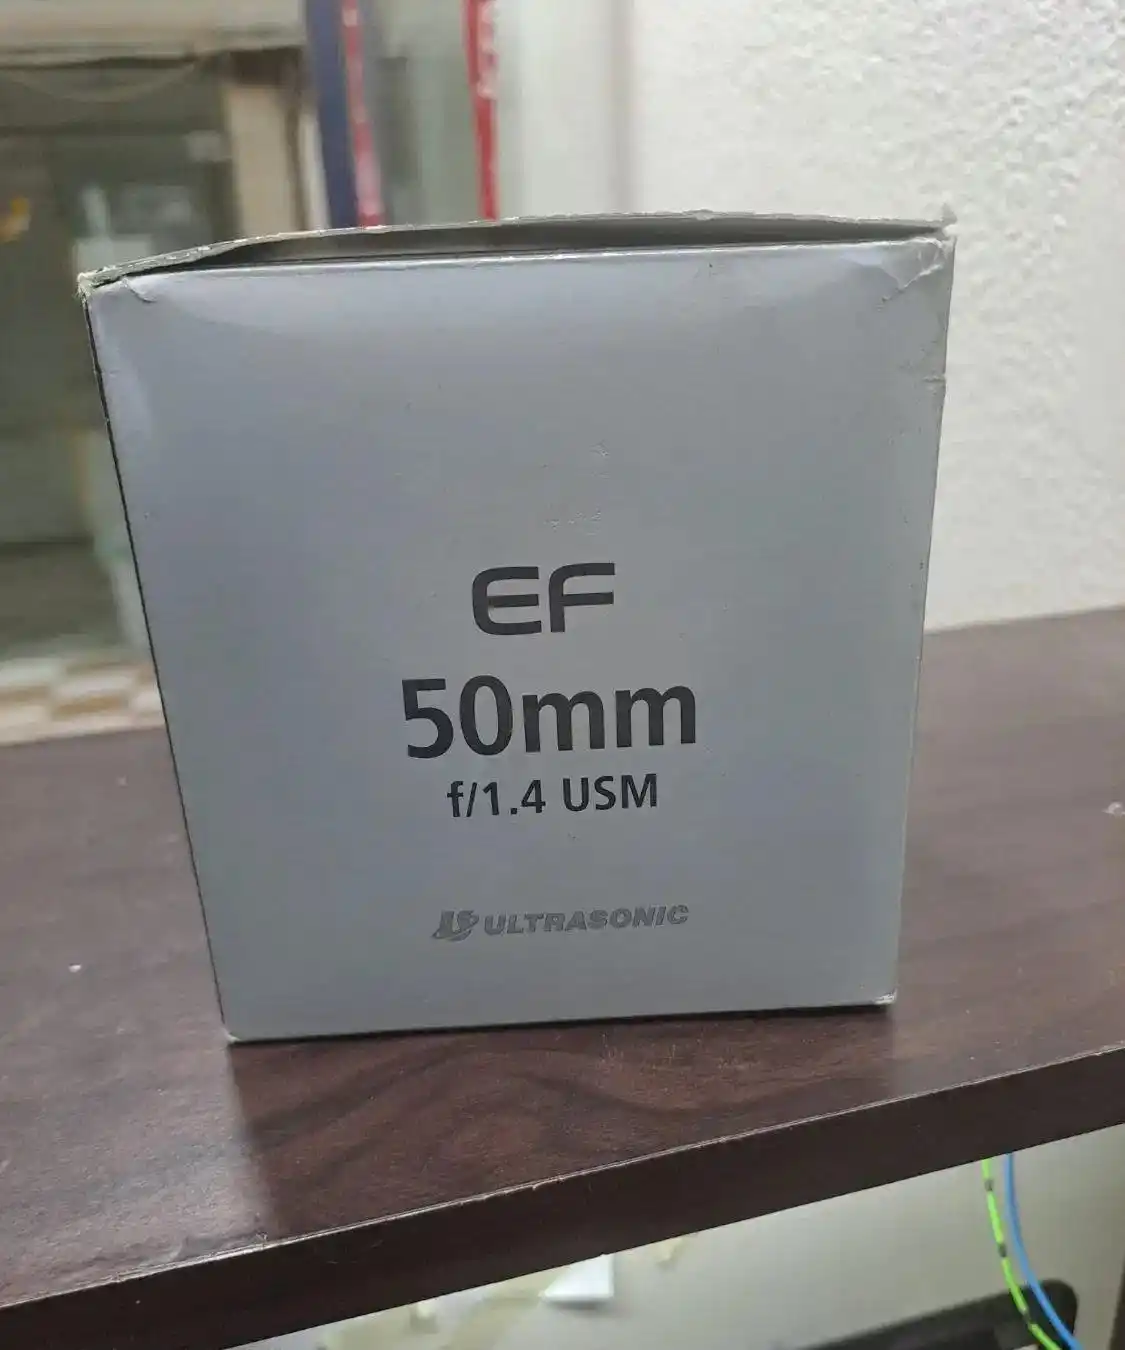 EF
50mm
f/1.4 USM
ULTRASONIC